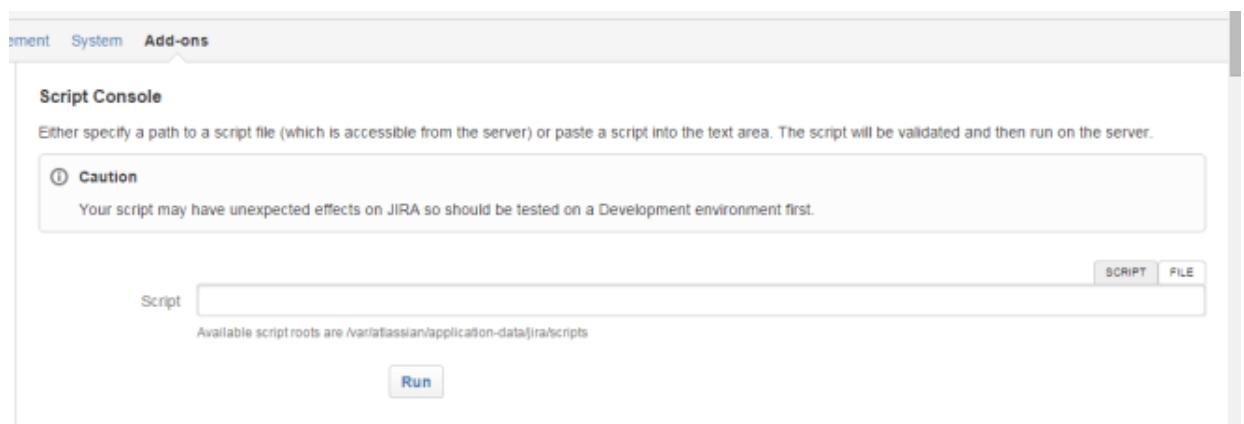 ement System Add-ons
Script Console
Either specify a path to a script file (which is accessible from the server) or paste a script into the text area. The script will be validated and then run on the server.
Caution
Your script may have unexpected effects on JIRA so should be tested on a Development environment first.
SCRIPT FILE
Script
Available script roots are /var/atlassian/application-data/jira/scripts
Run